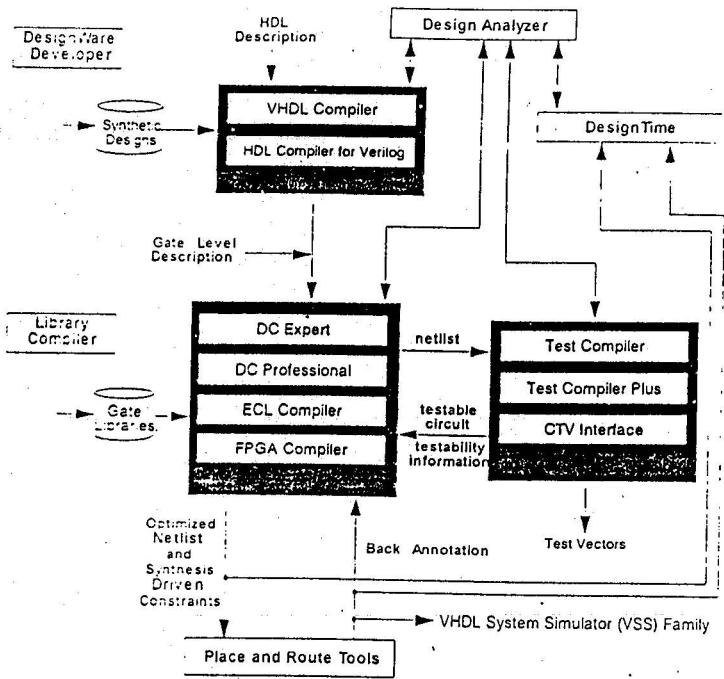 HDL
Description
Design Analyzer
DesignWare
Developer
VHDL Compiler
Synthetic
Designs
DesignTime
HDL Compiler for Verilog
Gate Level
Description
Library
Compiler
DC Expert
netlist
Test Compiler
DC Professional
Test Compiler Plus
Gate
Libraries
ECL Compiler
testable
circuit
CTV Interface
FPGA Compiler
testability
information
Optimized
Netlist
and
Synthesis
Driven
Constraints
Back Annotation
Test Vectors
VHDL System Simulator (VSS) Family
Place and Route Tools